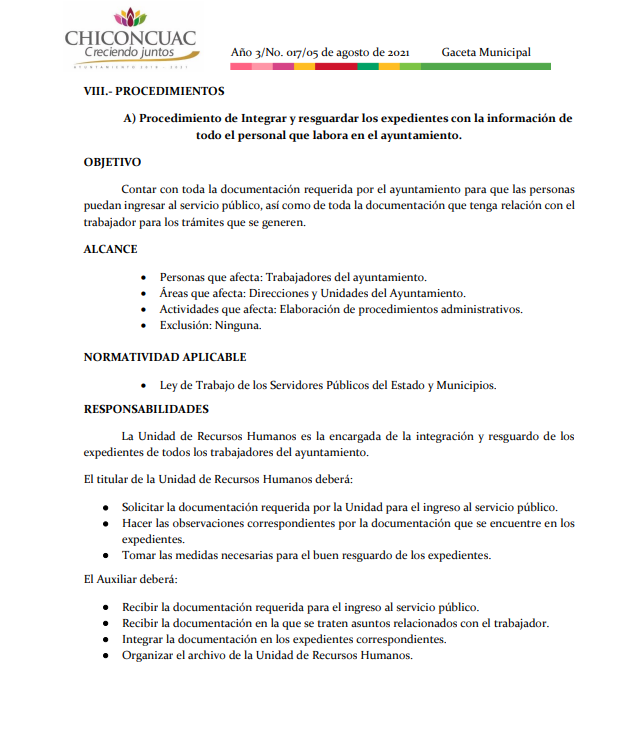 CHICONCUAC
Creciendo juntos
AYUNTAMIENTO 2019 - 2021
Año 3/No. 017/05 de agosto de 2021 Gaceta Municipal
VIII.- PROCEDIMIENTOS
A) Procedimiento de Integrar y resguardar los expedientes con la información de
todo el personal que labora en el ayuntamiento.
OBJETIVO
Contar con toda la documentación requerida por el ayuntamiento para que las personas
puedan ingresar al servicio público, así como de toda la documentación que tenga relación con el
trabajador para los trámites que se generen.
ALCANCE
• Personas que afecta: Trabajadores del ayuntamiento.
• Áreas que afecta: Direcciones y Unidades del Ayuntamiento.
• Actividades que afecta: Elaboración de procedimientos administrativos.
• Exclusión: Ninguna.
NORMATIVIDAD APLICABLE
• Ley de Trabajo de los Servidores Públicos del Estado y Municipios.
RESPONSABILIDADES
La Unidad de Recursos Humanos es la encargada de la integración y resguardo de los
expedientes de todos los trabajadores del ayuntamiento.
El titular de la Unidad de Recursos Humanos deberá:
• Solicitar la documentación requerida por la Unidad para el ingreso al servicio público.
• Hacer las observaciones correspondientes por la documentación que se encuentre en los
expedientes.
• Tomar las medidas necesarias para el buen resguardo de los expedientes.
El Auxiliar deberá:
• Recibir la documentación requerida para el ingreso al servicio público.
• Recibir la documentación en la que se traten asuntos relacionados con el trabajador.
• Integrar la documentación en los expedientes correspondientes.
• Organizar el archivo de la Unidad de Recursos Humanos.